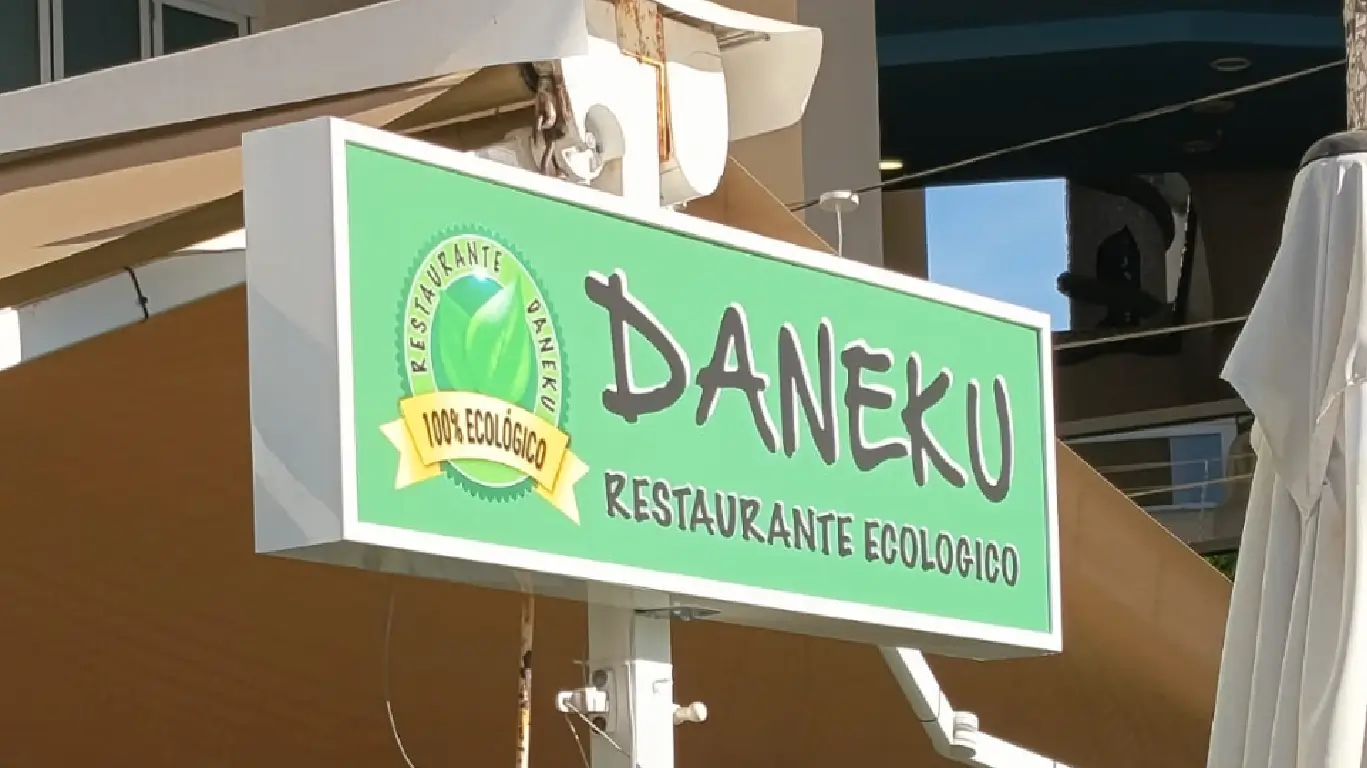 RESTAURANTE DANEKU
100% ECOLÓGICO
DANEKU
RESTAURANTE ECOLOGICO